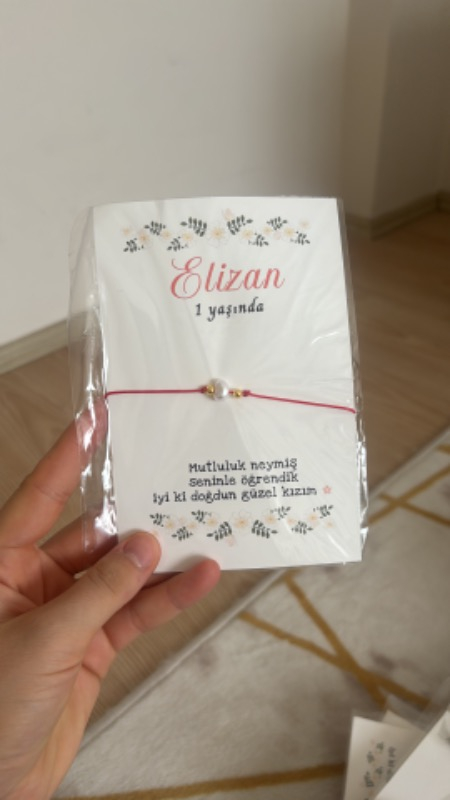 Elizan
1 yaşında
Mutluluk neymiş
seninle öğrendik
iyi ki doğdun güzel kızım